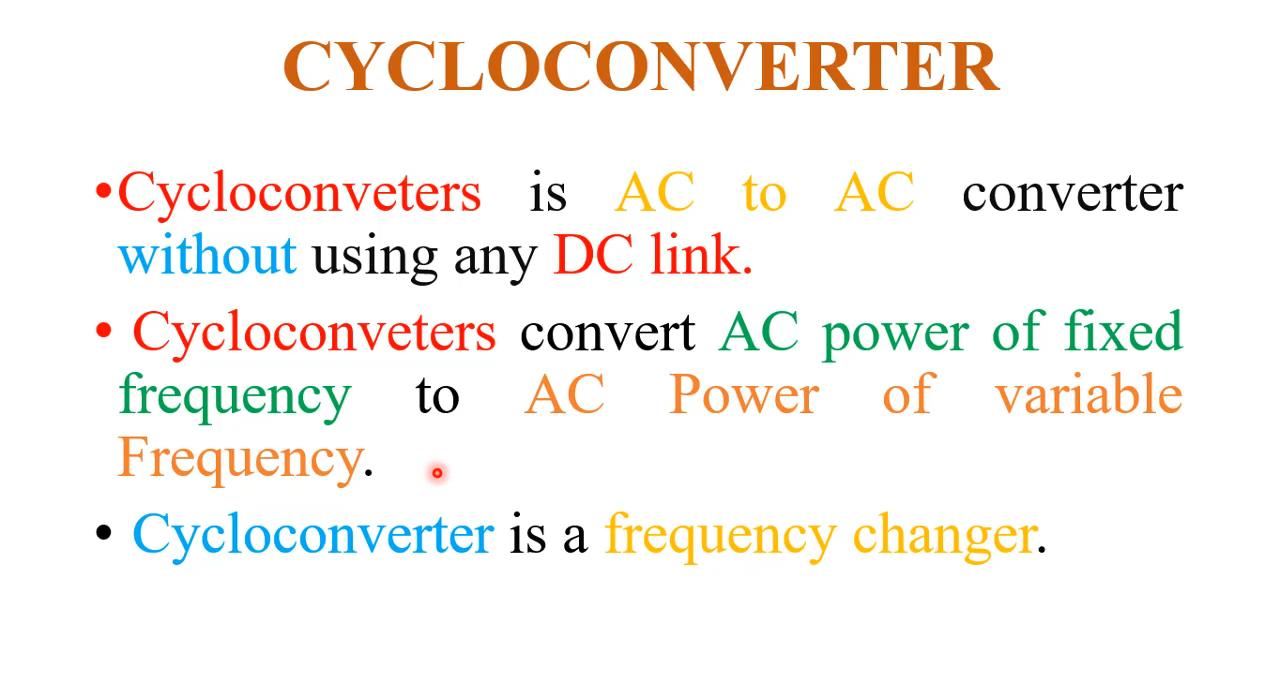 CYCLOCONVERTER
•Cycloconveters is AC to AC converter
without using any DC link.
• Cycloconveters convert AC power of fixed
frequency to AC Power of variable
Frequency.
• Cycloconverter is a frequency changer.